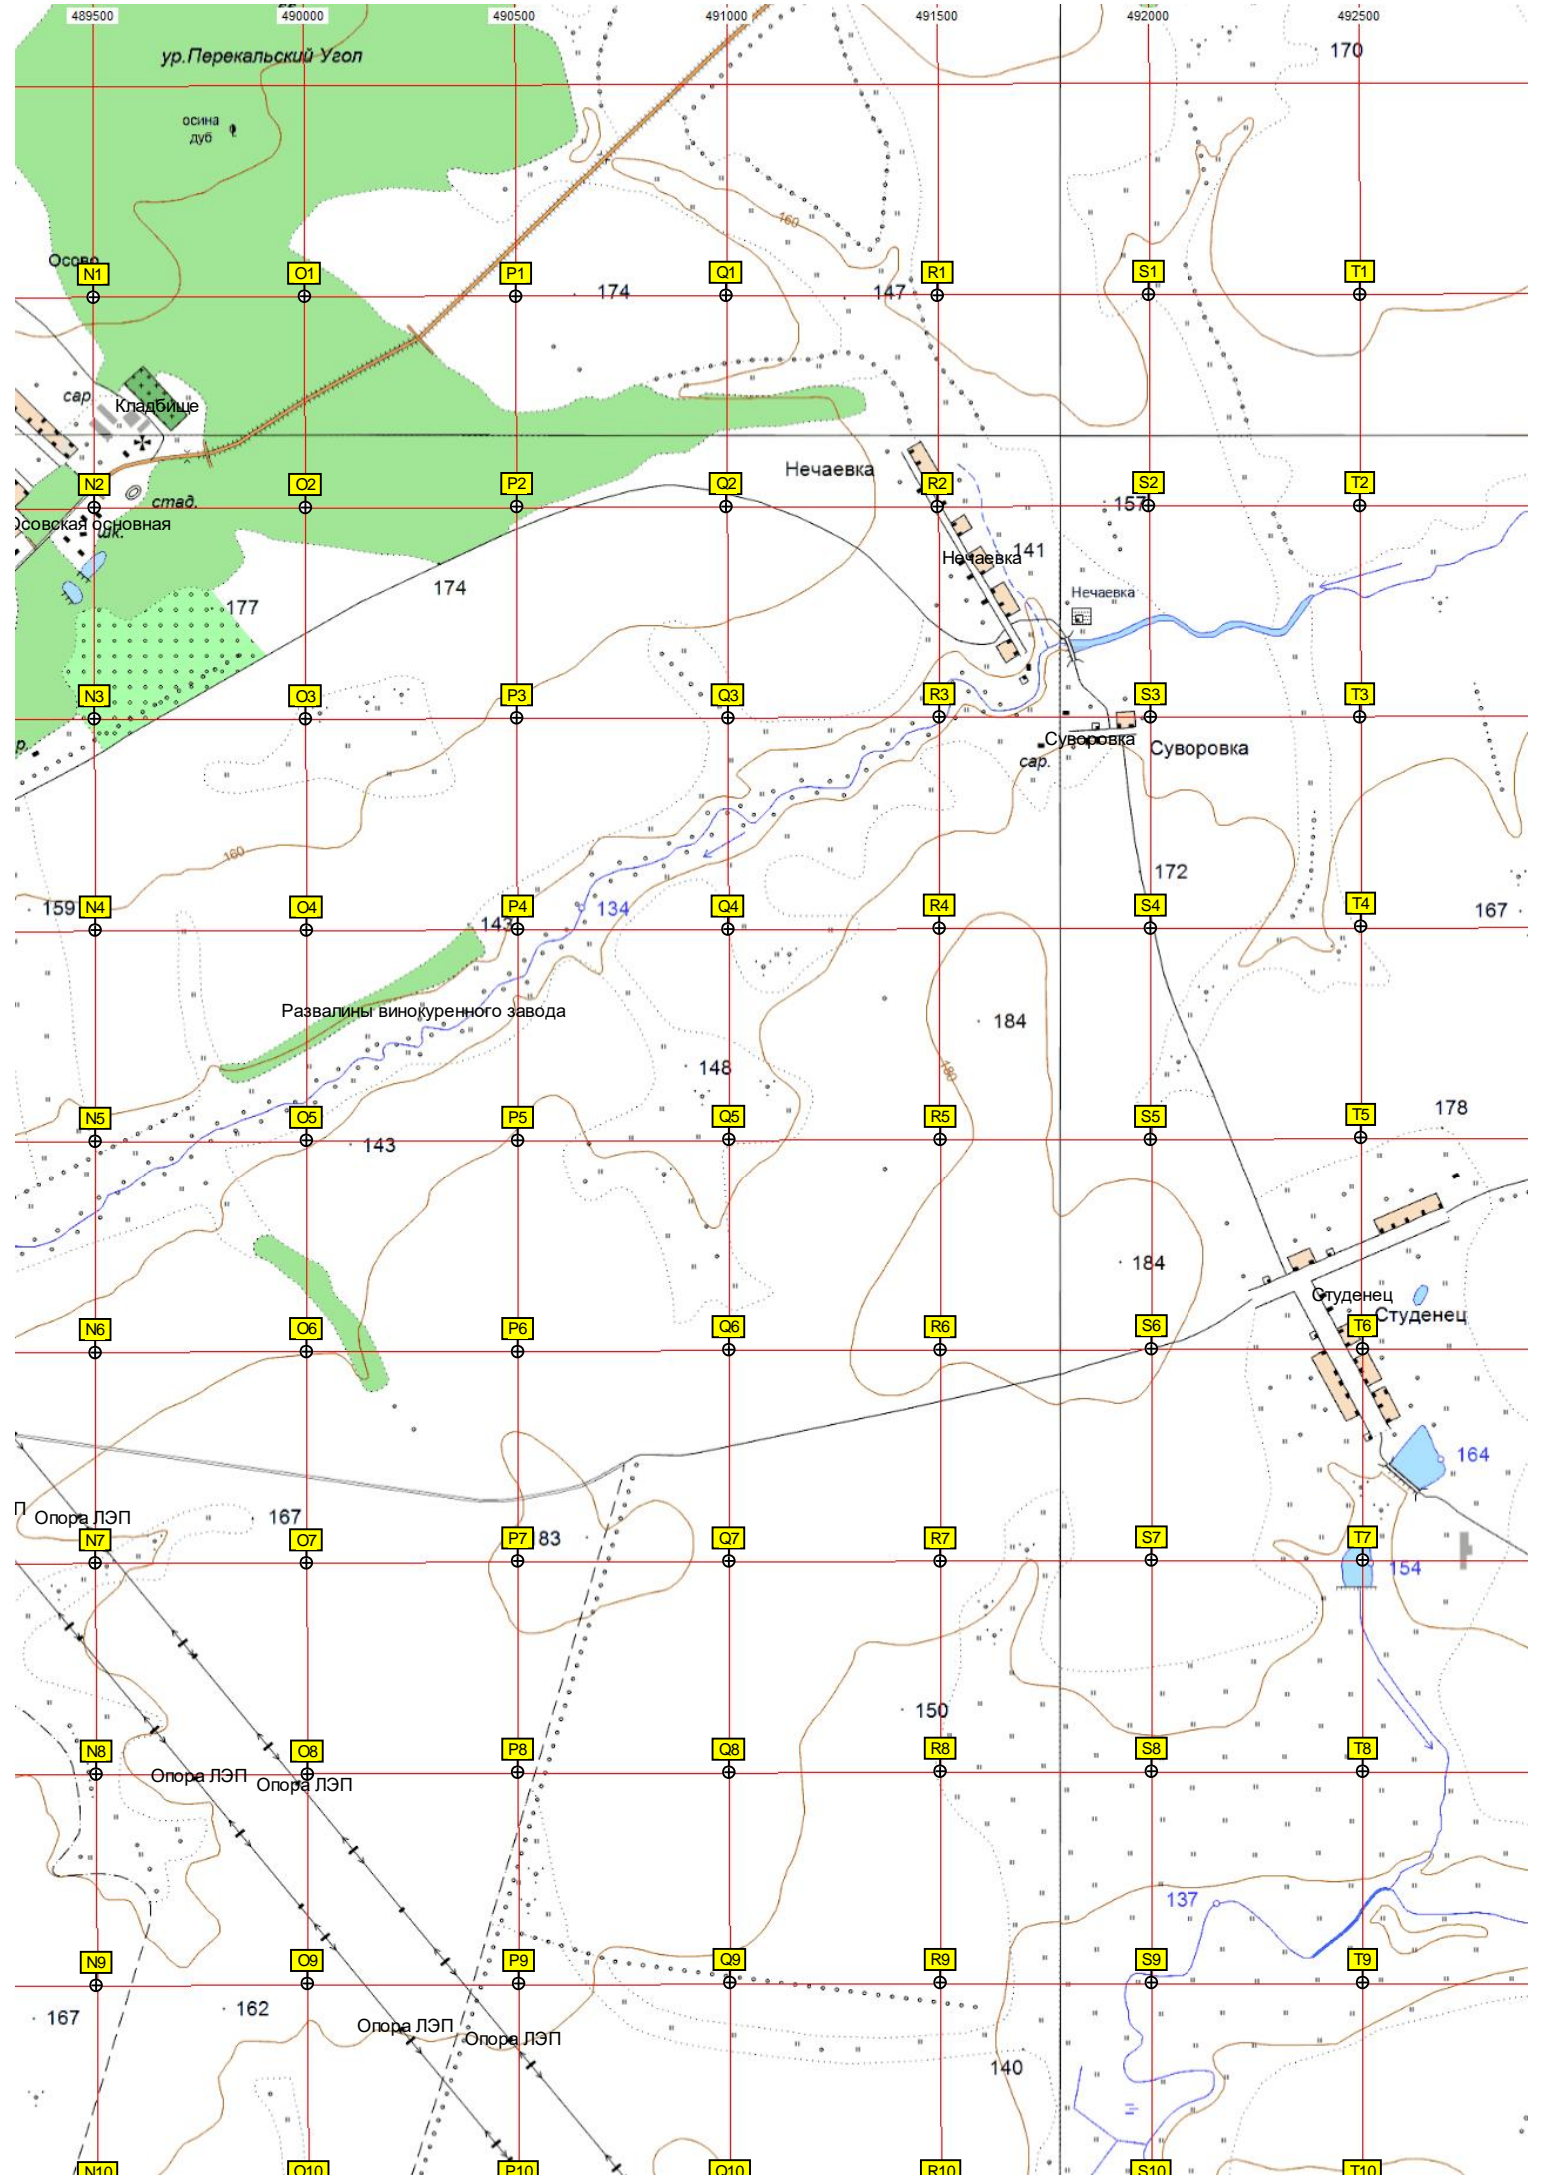 489500 490000 490500 491000 491500 492000 492500
ур.Перекальский Угол
170
осина
дуб
160
Осово
N1 O1 P1 Q1 R1 S1 T1
174 147
сар.
Кладбище
Нечаевка
N2 O2 P2 Q2 R2 S2 T2
стад.
157
Осовская основная
шк.
141
Нечаевка
174
177
Нечаевка
N3 O3 P3 Q3 R3 S3 T3
р.
Суворовка
Суворовка
сар.
160
172
159 N4 O4 P4 Q4 R4 S4 T4
134
143
167
Развалины винокуренного завода
184
148
180
178
N5 O5 P5 Q5 R5 S5 T5
143
184
Студенец
Студенец
N6 O6 P6 Q6 R6 S6 T6
164
П
Опора ЛЭП
167
N7 O7 P7 Q7 R7 S7 T7
83
154
150
N8 O8 P8 Q8 R8 S8 T8
Опора ЛЭП
Опора ЛЭП
137
N9 O9 P9 Q9 R9 S9 T9
167 162
Опора ЛЭП
Опора ЛЭП
140
N10 O10 P10 Q10 R10 S10 T10